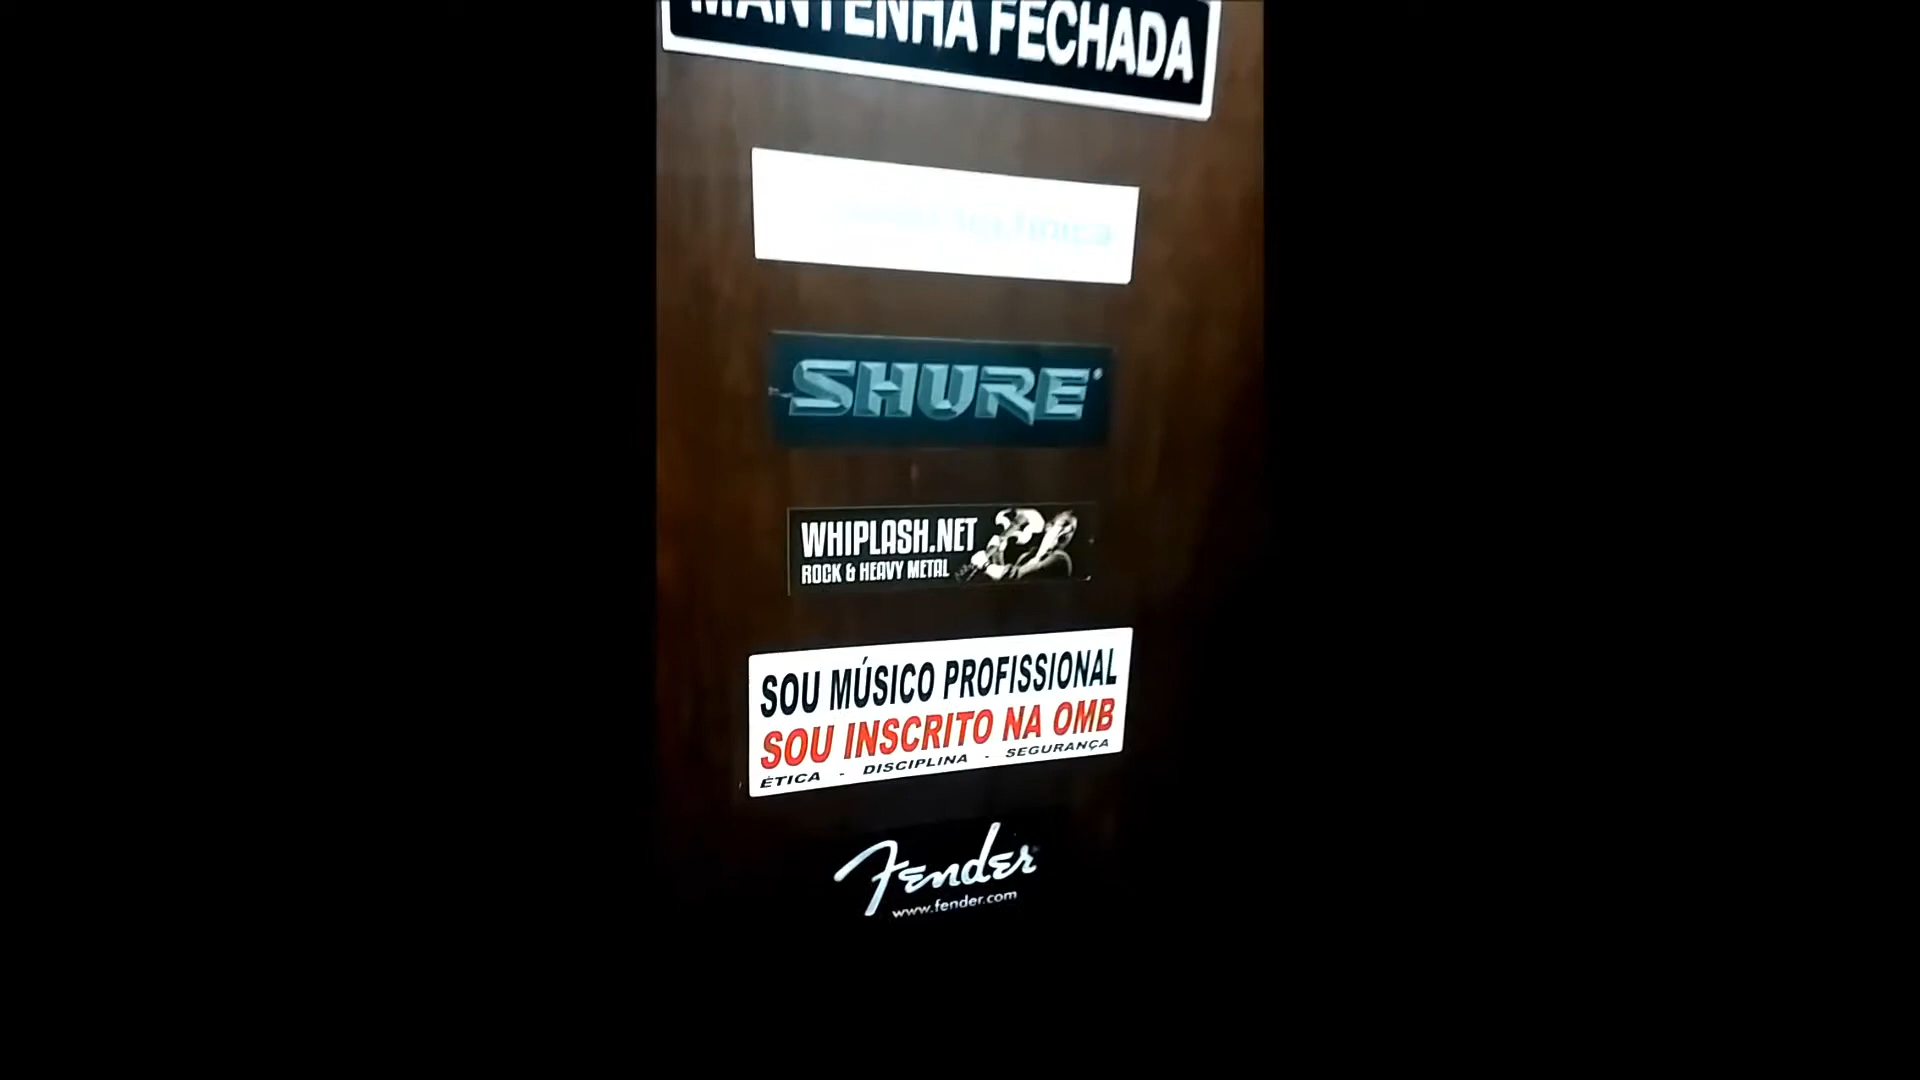 MANTENHA FECHADA
SHURE
WHIPLASH.NET
ROCK & HEAVY METAL
SOU MÚSICO PROFISSIONAL
SOU INSCRITO NA OMB
ÉTICA - DISCIPLINA - SEGURANÇA
Fender
www.fender.com